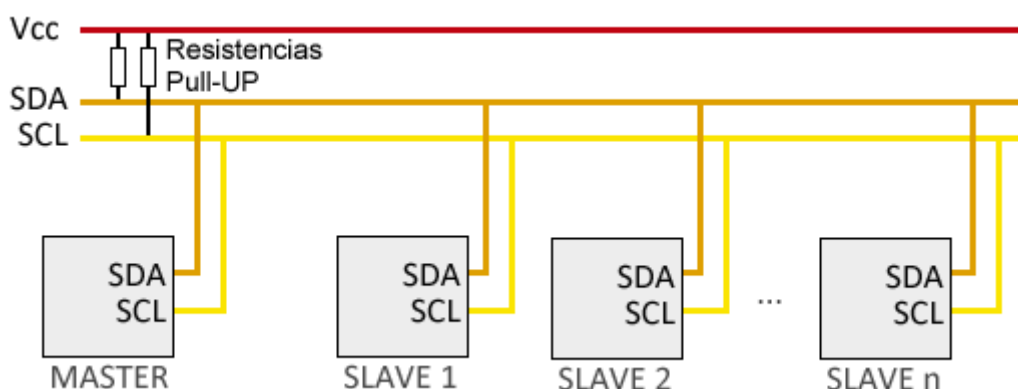 Vcc
Resistencias
Pull-UP
SDA
SCL
SDA
SCL
MASTER
SDA
SCL
SLAVE 1
SDA
SCL
SLAVE 2
...
SDA
SCL
SLAVE n